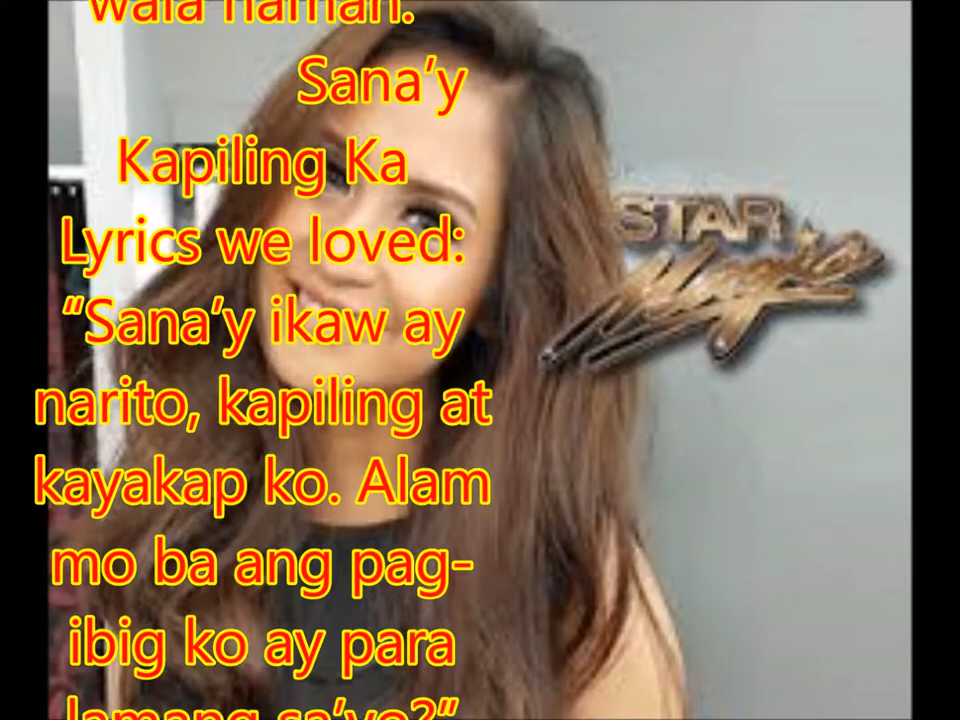 wala naman.
Sana’y
Kapiling Ka
Lyrics we loved:
“Sana’y ikaw ay
narito, kapiling at
kayakap ko. Alam
mo ba ang pag-
ibig ko ay para
lamang sa’yo?”
STAR
Magic